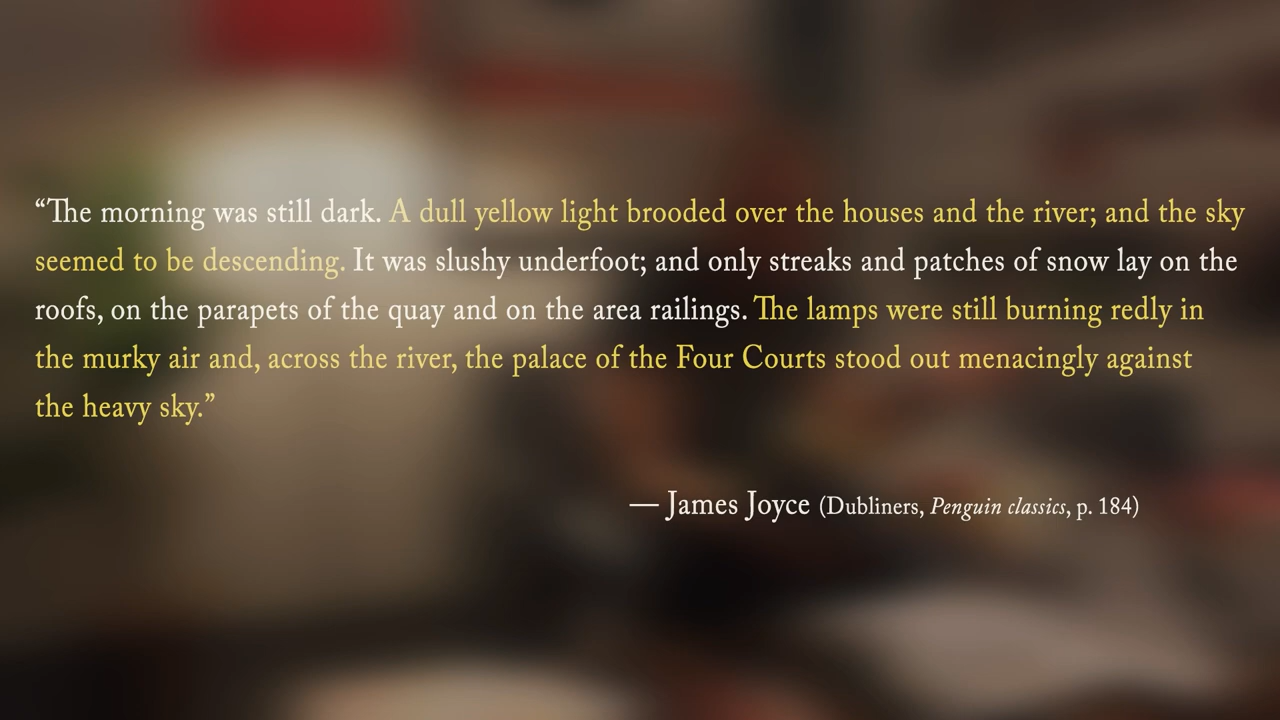 “The morning was still dark. A dull yellow light brooded over the houses and the river; and the sky
seemed to be descending. It was slushy underfoot; and only streaks and patches of snow lay on the
roofs, on the parapets of the quay and on the area railings. The lamps were still burning redly in
the murky air and, across the river, the palace of the Four Courts stood out menacingly against
the heavy sky.”
— James Joyce (Dubliners, Penguin classics, p. 184)